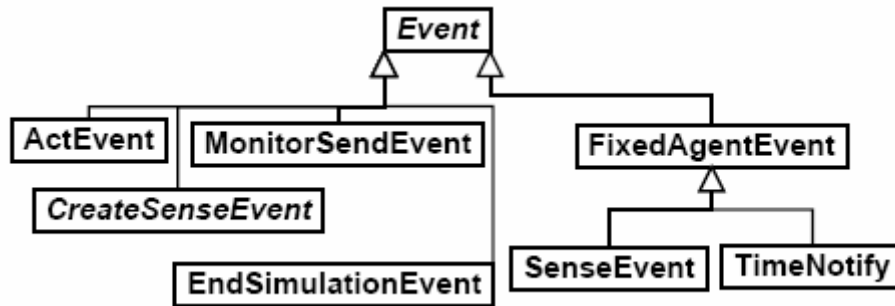 Event
ActEvent
MonitorSendEvent
FixedAgentEvent
CreateSenseEvent
EndSimulationEvent
SenseEvent
TimeNotify